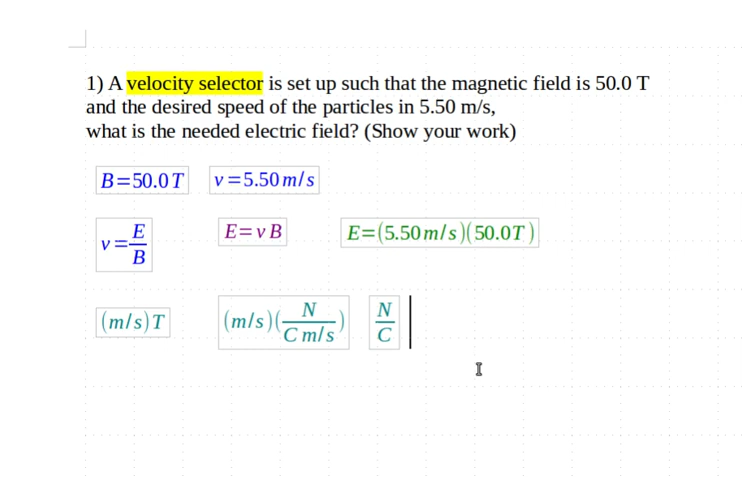 1) A velocity selector is set up such that the magnetic field is 50.0 T
and the desired speed of the particles in 5.50 m/s,
what is the needed electric field? (Show your work)
B=50.0T v=5.50m/s
v=E/B E=vB E=(5.50m/s)(50.0T)
(m/s)T (m/s)(N/C m/s) N/C